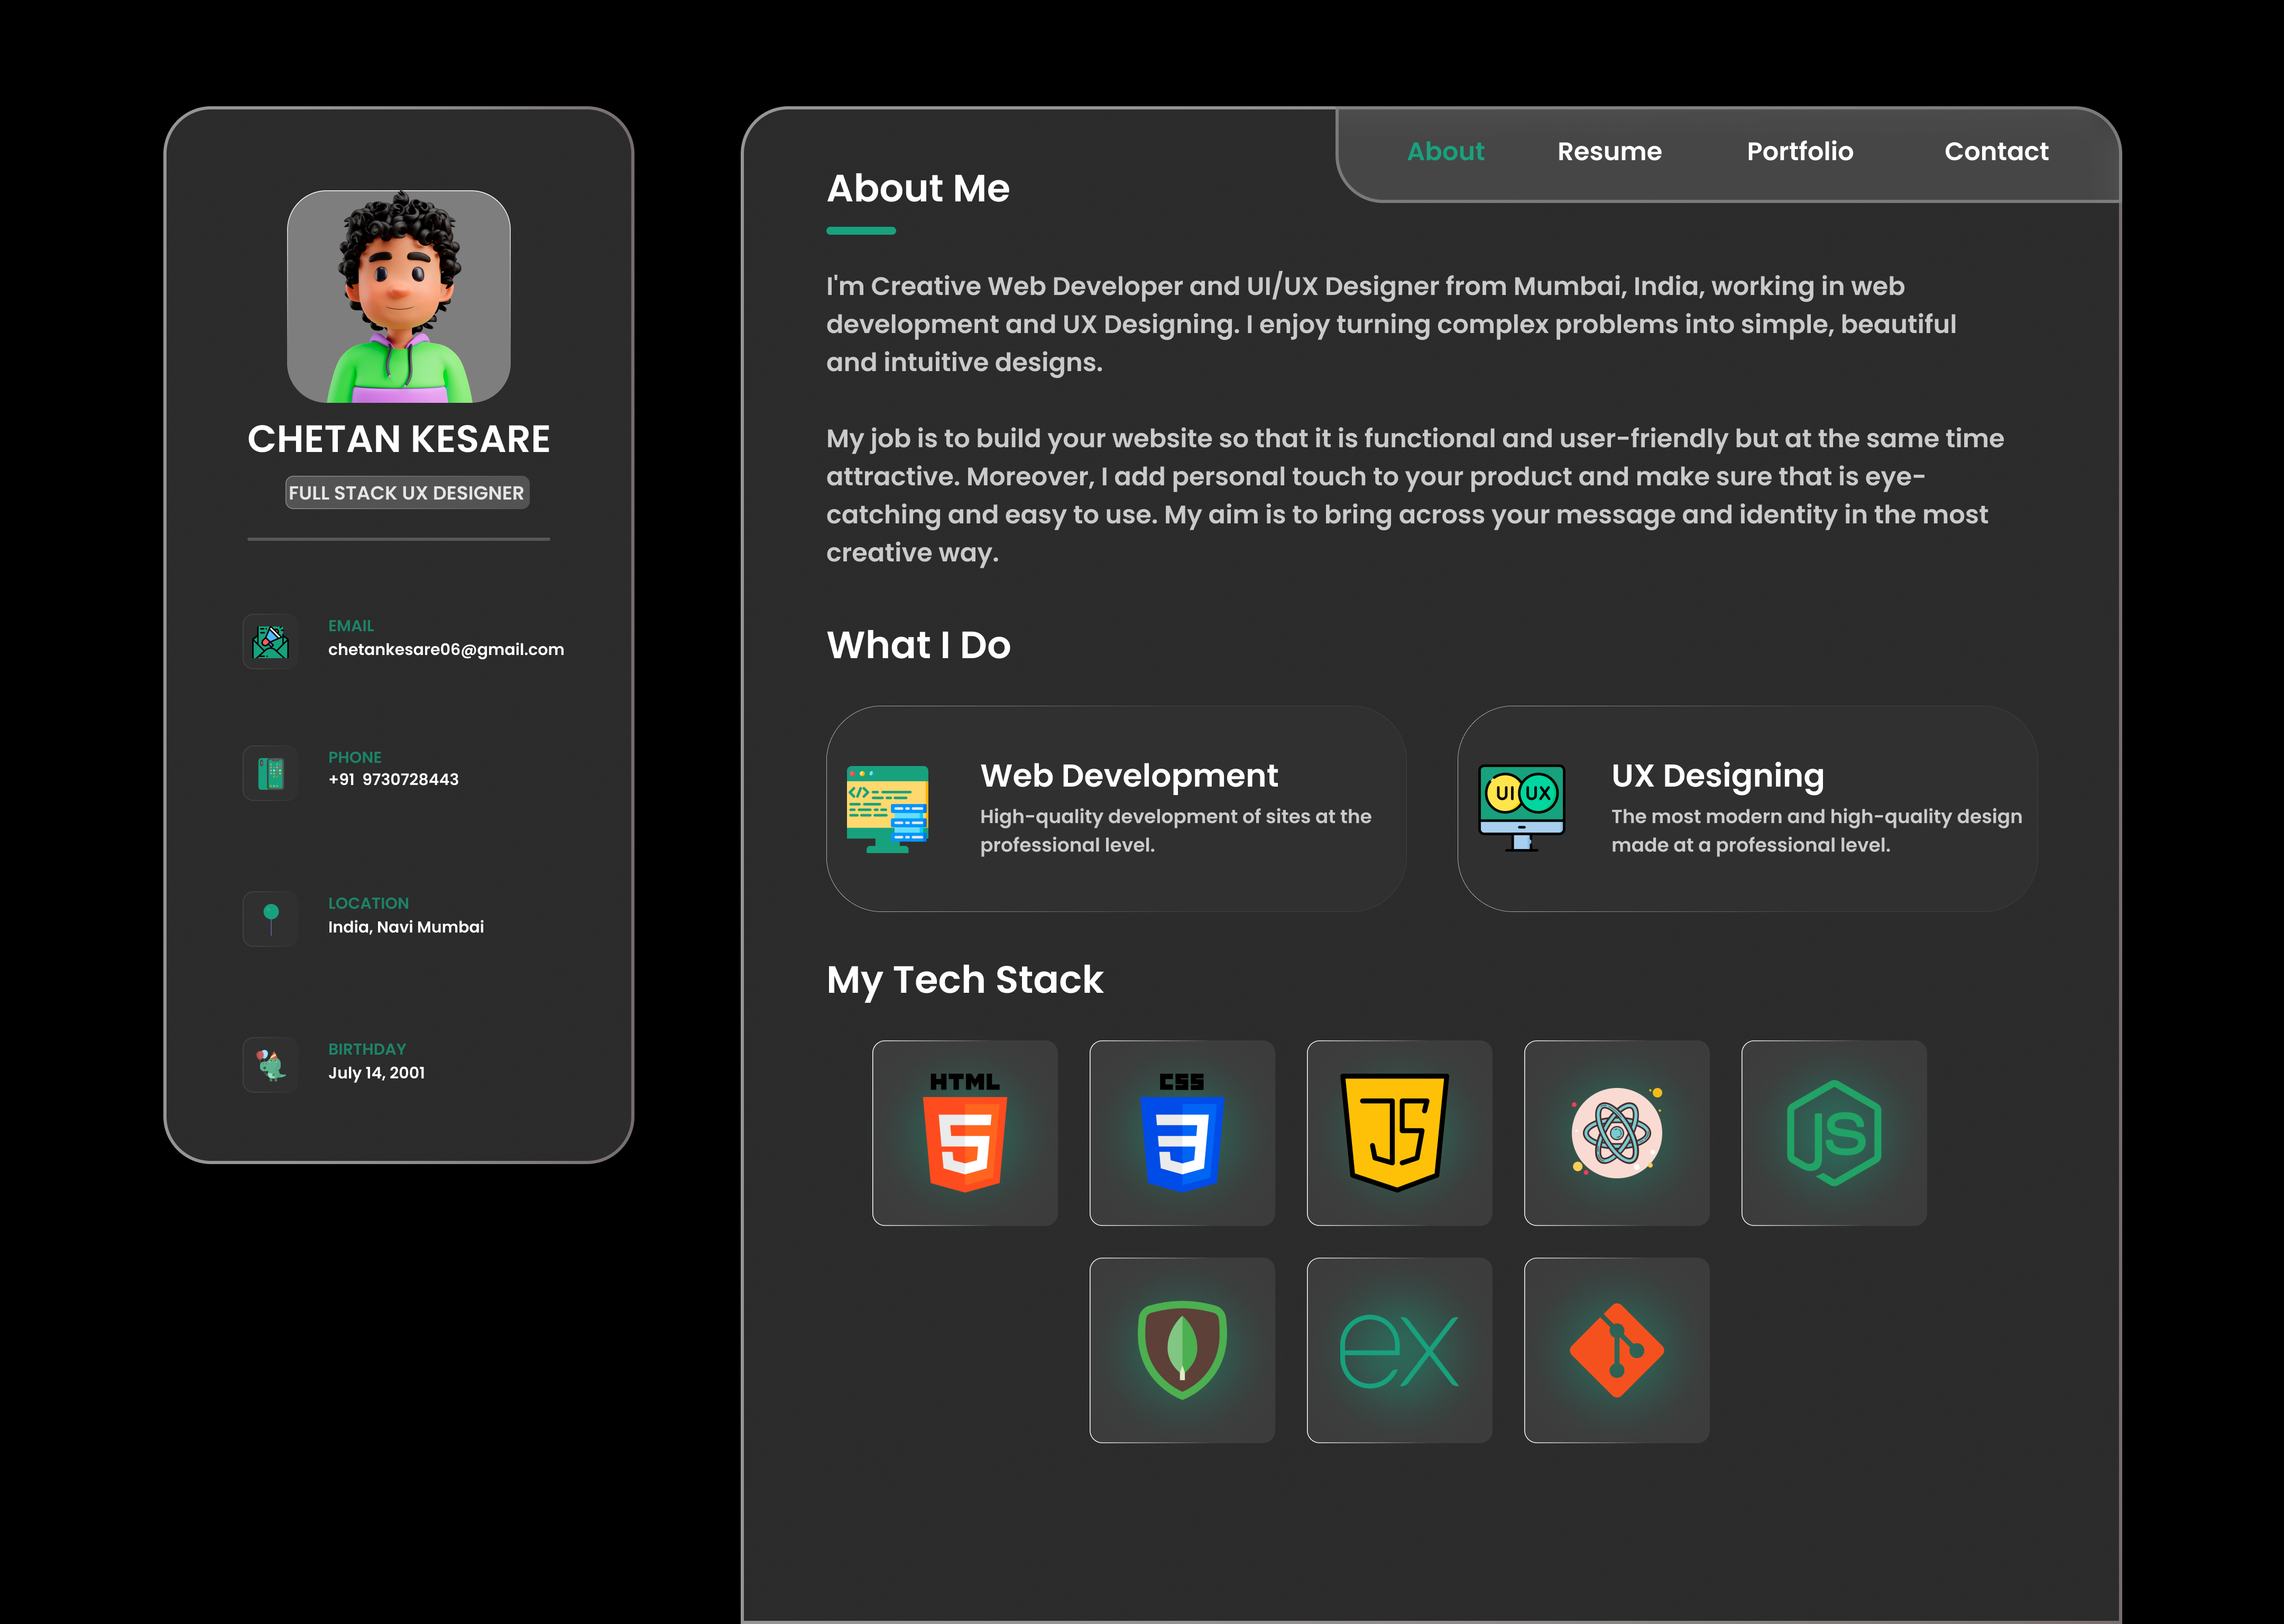 CHETAN KESARE
FULL STACK UX DESIGNER
EMAIL
chetankesare06@gmail.com
PHONE
+91 9730728443
LOCATION
India, Navi Mumbai
BIRTHDAY
July 14, 2001
About Resume Portfolio Contact
About Me
I'm Creative Web Developer and UI/UX Designer from Mumbai, India, working in web
development and UX Designing. I enjoy turning complex problems into simple, beautiful
and intuitive designs.
My job is to build your website so that it is functional and user-friendly but at the same time
attractive. Moreover, I add personal touch to your product and make sure that is eye-
catching and easy to use. My aim is to bring across your message and identity in the most
creative way.
What I Do
</>
Web Development
High-quality development of sites at the
professional level.
UI UX
UX Designing
The most modern and high-quality design
made at a professional level.
My Tech Stack
HTML
5
CSS
3
JS
JS
ex